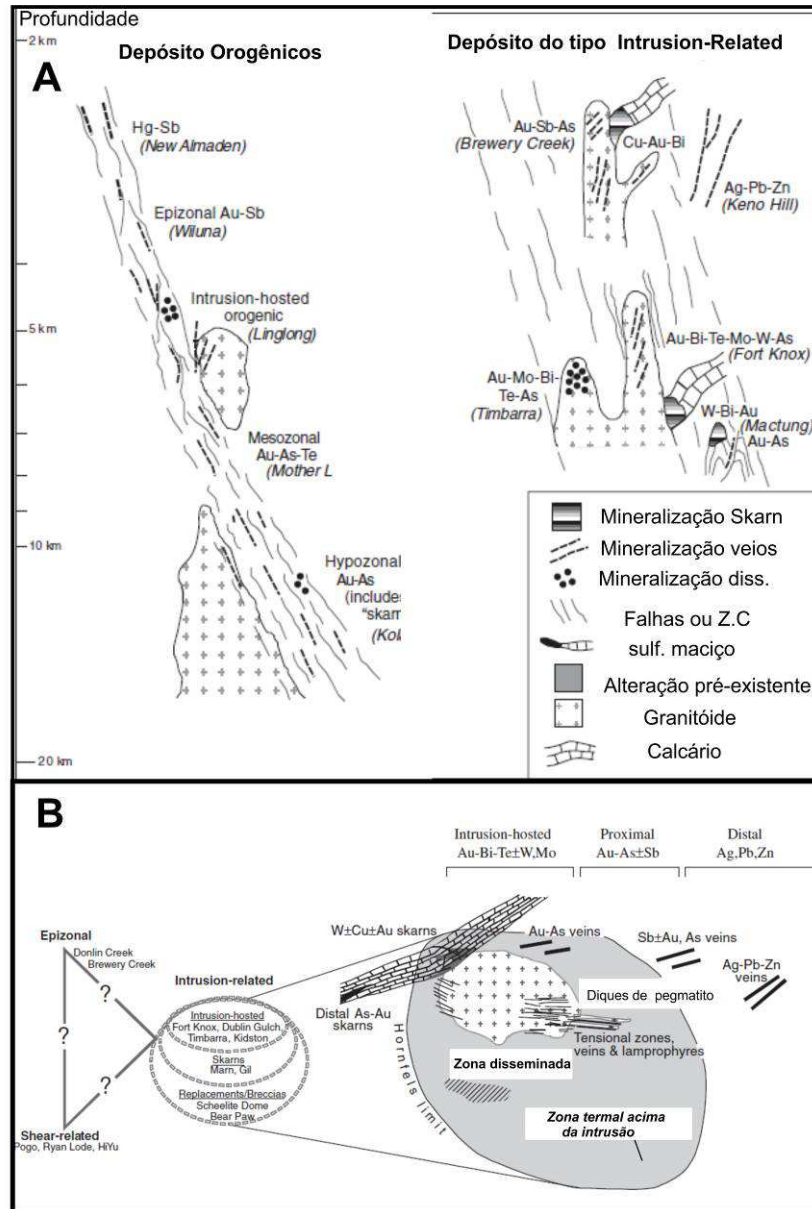 Profundidade
2 km
A
Depósito Orogênicos
Hg-Sb
(New Almaden)
Epizonal Au-Sb
(Wiluna)
5 km
Intrusion-hosted
orogenic
(Linglong)
Mesozonal
Au-As-Te
(Mother L
10 km
Hypozonal
Au-As
(includes
"skarr
20 km
Depósito do tipo Intrusion-Related
Au-Sb-As
(Brewery Creek)
Cu-Au-Bi
Ag-Pb-Zn
(Keno Hill)
Au-Bi-Te-Mo-W-As
(Fort Knox)
Au-Mo-Bi-
Te-As
(Timbarra)
W-Bi-Au
(Mactung)
Au-As
Mineralização Skarn
Mineralização veios
Mineralização diss.
Falhas ou Z.C
sulf. maciço
Alteração pré-existente
Granitóide
Calcário
B
Intrusion-hosted
Au-Bi-Te±W,Mo
Proximal
Au-As±Sb
Distal
Ag,Pb,Zn
Epizonal
Donlin Creek
Brewery Creek
?
?
?
Shear-related
Pogo, Ryan Lode, HiYu
Intrusion-related
Intrusion-hosted
Fort Knox, Dublin Gulch,
Timbarra, Kidston
Skarns
Marn, Gil
Replacements/Breccias
Scheelite Dome
Bear Paw
W±Cu±Au skarns
Distal As-Au
skarns
Hornfels limit
Au-As veins
Sb±Au, As veins
Ag-Pb-Zn
veins
Diques de pegmatito
Tensional zones,
veins & lamprophyres
Zona disseminada
Zona termal acima
da intrusão